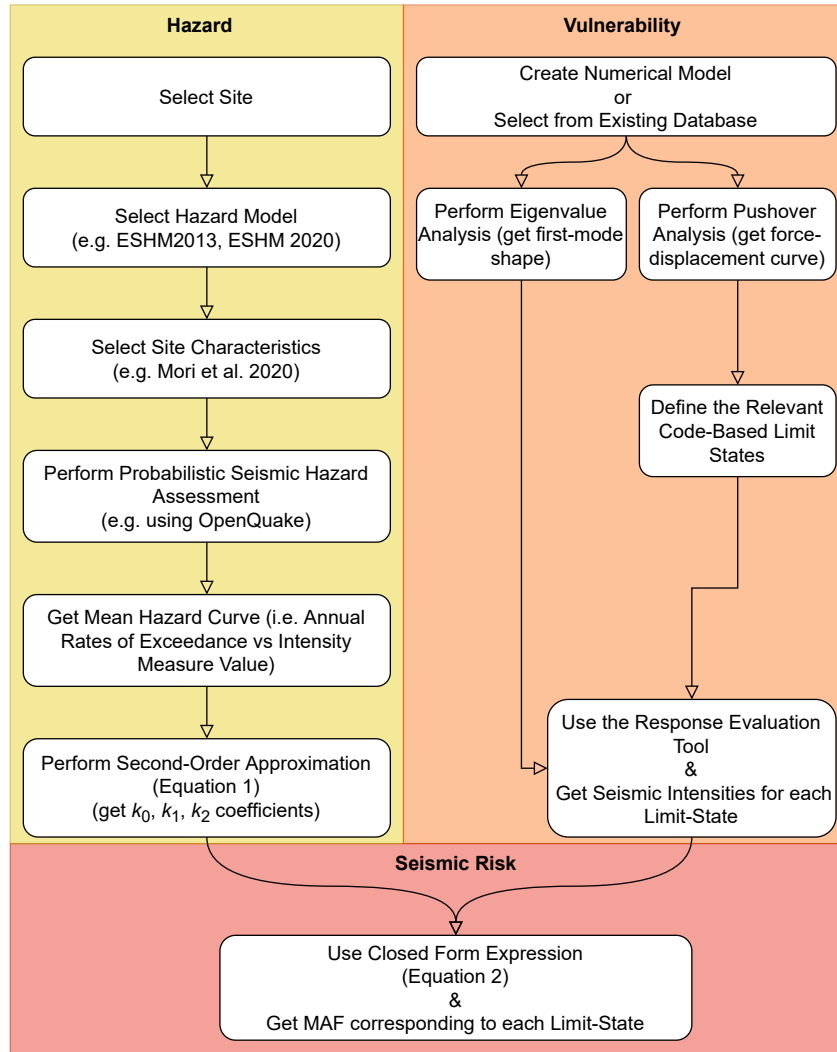 Hazard
Select Site
Select Hazard Model
(e.g. ESHM2013, ESHM 2020)
Select Site Characteristics
(e.g. Mori et al. 2020)
Perform Probabilistic Seismic Hazard
Assessment
(e.g. using OpenQuake)
Get Mean Hazard Curve (i.e. Annual
Rates of Exceedance vs Intensity
Measure Value)
Perform Second-Order Approximation
(Equation 1)
(get k₀, k₁, k₂ coefficients)
Vulnerability
Create Numerical Model
or
Select from Existing Database
Perform Eigenvalue
Analysis (get first-mode
shape)
Perform Pushover
Analysis (get force-
displacement curve)
Define the Relevant
Code-Based Limit
States
Use the Response Evaluation
Tool
&
Get Seismic Intensities for each
Limit-State
Seismic Risk
Use Closed Form Expression
(Equation 2)
&
Get MAF corresponding to each Limit-State